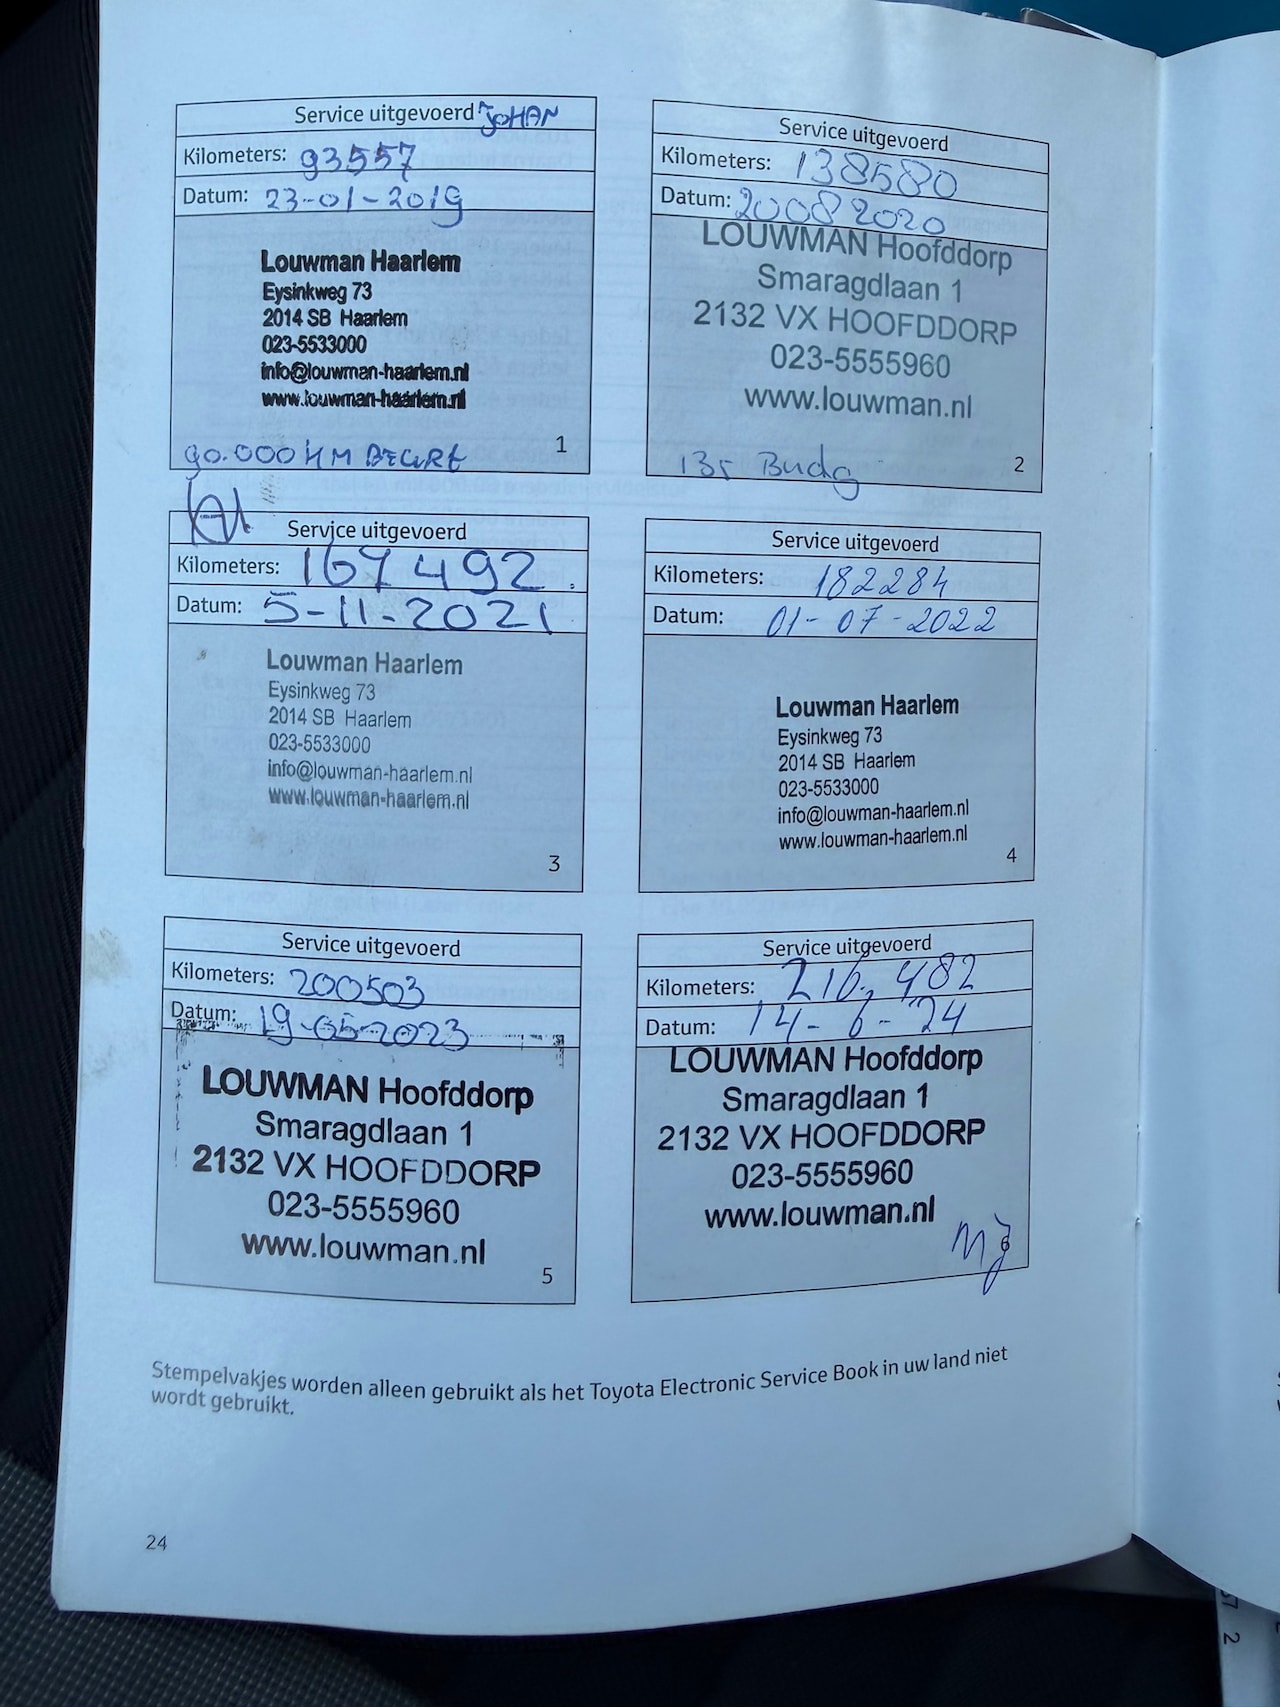 Service uitgevoerd JOHAN
Kilometers: 93557
Datum: 23-01-2019
Louwman Haarlem
Eysinkweg 73
2014 SB Haarlem
023-5533000
info@louwman-haarlem.nl
www.louwman-haarlem.nl
90.000 KM BEURT
1
Service uitgevoerd
Kilometers: 138580
Datum: 20082020
LOUWMAN Hoofddorp
Smaragdlaan 1
2132 VX HOOFDDORP
023-5555960
www.louwman.nl
135 Budg
2
Service uitgevoerd
Kilometers: 167492.
Datum: 5-11-2021
Louwman Haarlem
Eysinkweg 73
2014 SB Haarlem
023-5533000
info@louwman-haarlem.nl
www.louwman-haarlem.nl
3
Service uitgevoerd
Kilometers: 182284
Datum: 01-07-2022
Louwman Haarlem
Eysinkweg 73
2014 SB Haarlem
023-5533000
info@louwman-haarlem.nl
www.louwman-haarlem.nl
4
Service uitgevoerd
Kilometers: 200503
Datum: 19-05-2023
LOUWMAN Hoofddorp
Smaragdlaan 1
2132 VX HOOFDDORP
023-5555960
www.louwman.nl
5
Service uitgevoerd
Kilometers: 210,482
Datum: 14-6-'24
LOUWMAN Hoofddorp
Smaragdlaan 1
2132 VX HOOFDDORP
023-5555960
www.louwman.nl
6
Stempelvakjes worden alleen gebruikt als het Toyota Electronic Service Book in uw land niet
wordt gebruikt.
24